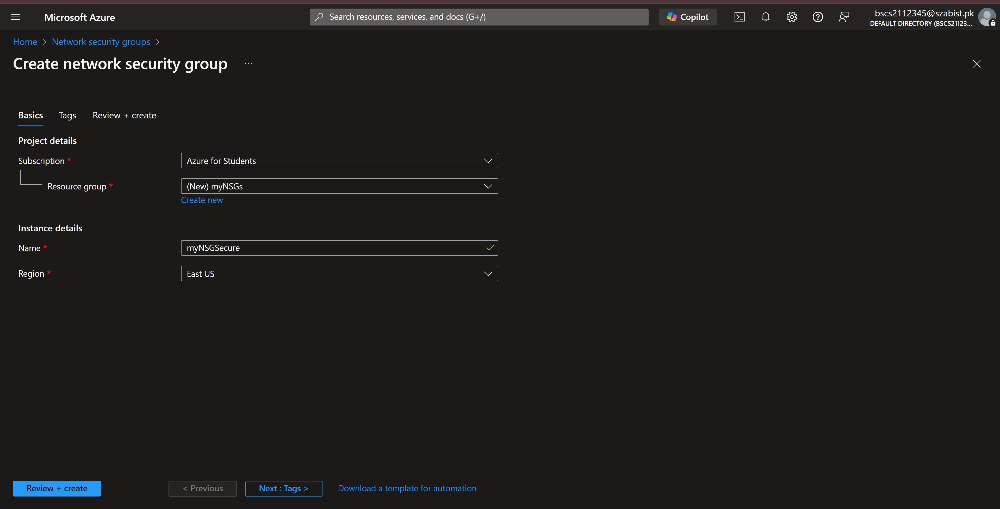 Microsoft Azure
Search resources, services, and docs (G+/)
Copilot
bscs2112345@szabist.pk
DEFAULT DIRECTORY (BSCS21123...
Home > Network security groups >
Create network security group ...
Basics Tags Review + create
Project details
Subscription *
Azure for Students
Resource group *
(New) myNSGs
Create new
Instance details
Name *
myNSGSecure
Region *
East US
Review + create
< Previous
Next : Tags >
Download a template for automation